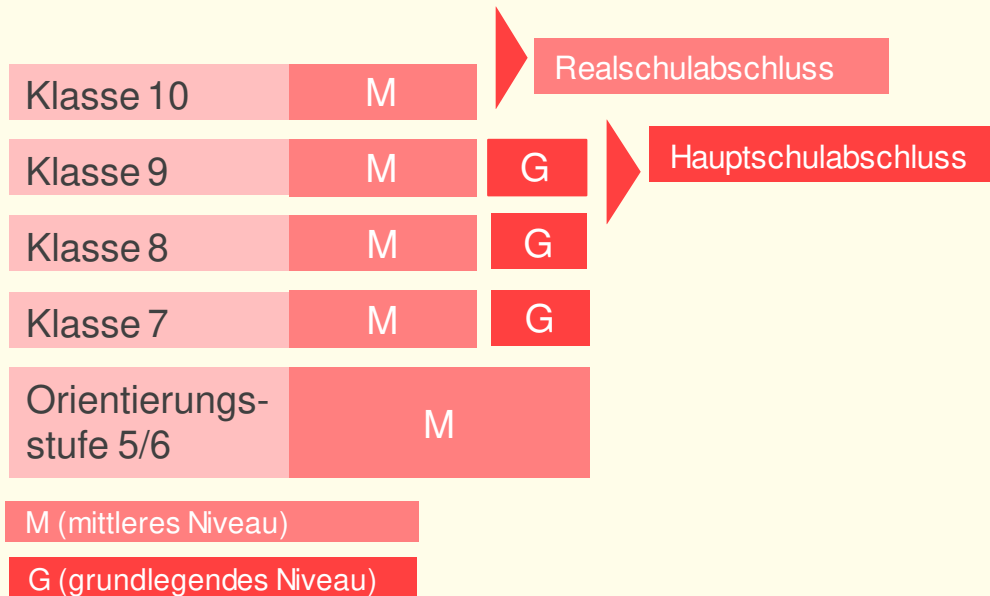 Klasse 10
M
Realschulabschluss
Klasse 9
M
G
Hauptschulabschluss
Klasse 8
M
G
Klasse 7
M
G
Orientierungs-
stufe 5/6
M
M (mittleres Niveau)
G (grundlegendes Niveau)